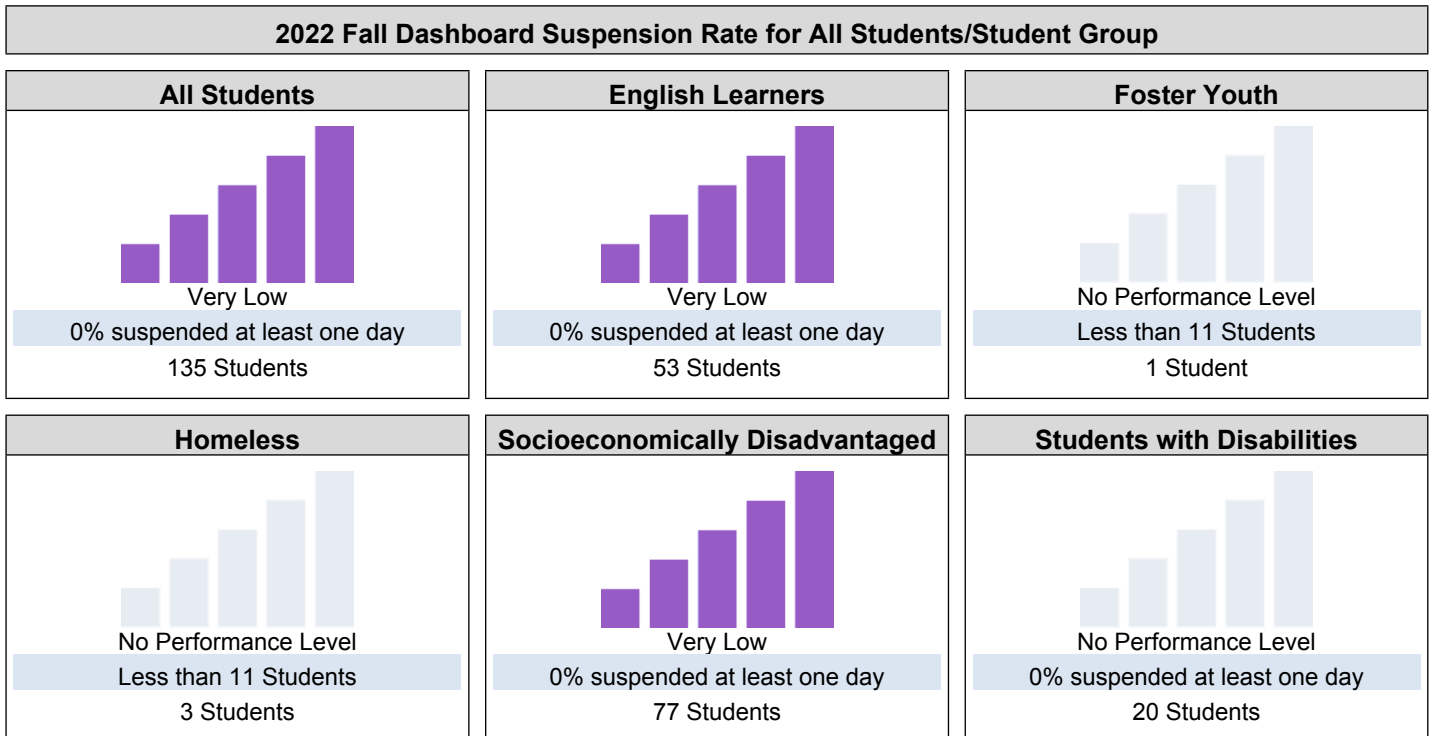 2022 Fall Dashboard Suspension Rate for All Students/Student Group
All Students
Very Low
0% suspended at least one day
135 Students
English Learners
Very Low
0% suspended at least one day
53 Students
Foster Youth
No Performance Level
Less than 11 Students
1 Student
Homeless
No Performance Level
Less than 11 Students
3 Students
Socioeconomically Disadvantaged
Very Low
0% suspended at least one day
77 Students
Students with Disabilities
No Performance Level
0% suspended at least one day
20 Students